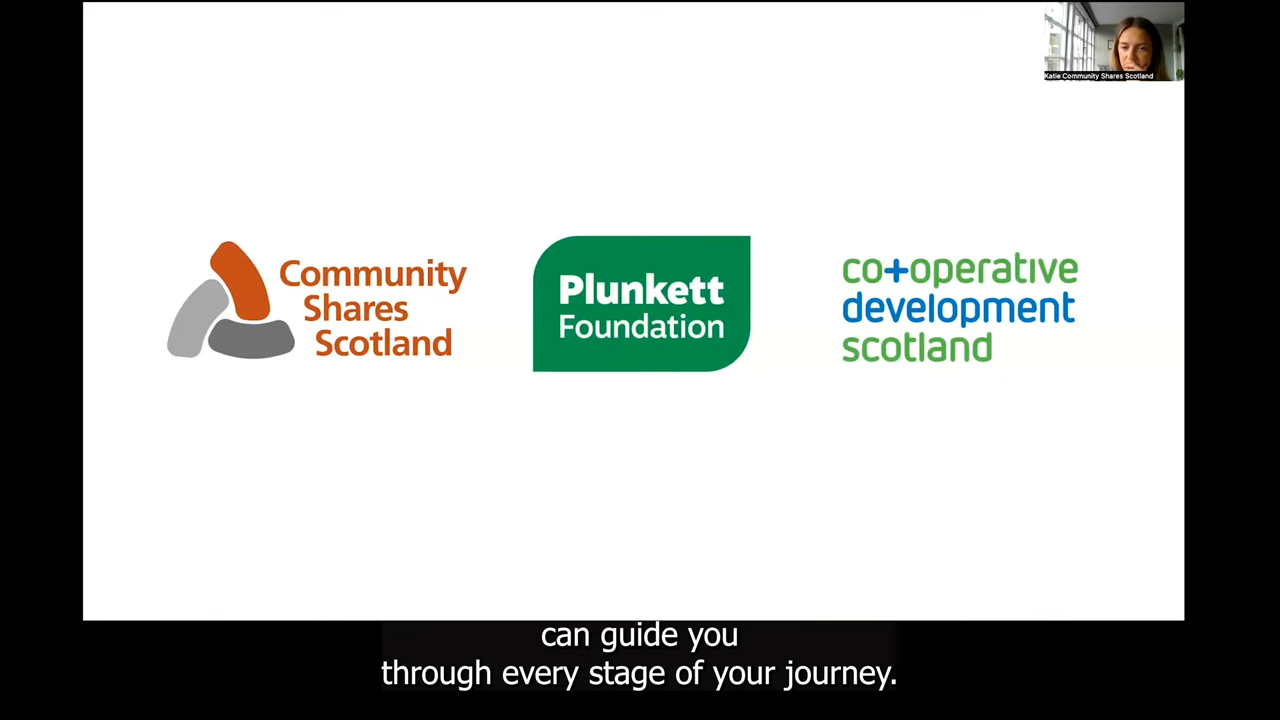 Katie Community Shares Scotland
Community
Shares
Scotland
Plunkett
Foundation
co+operative
development
scotland
can guide you
through every stage of your journey.